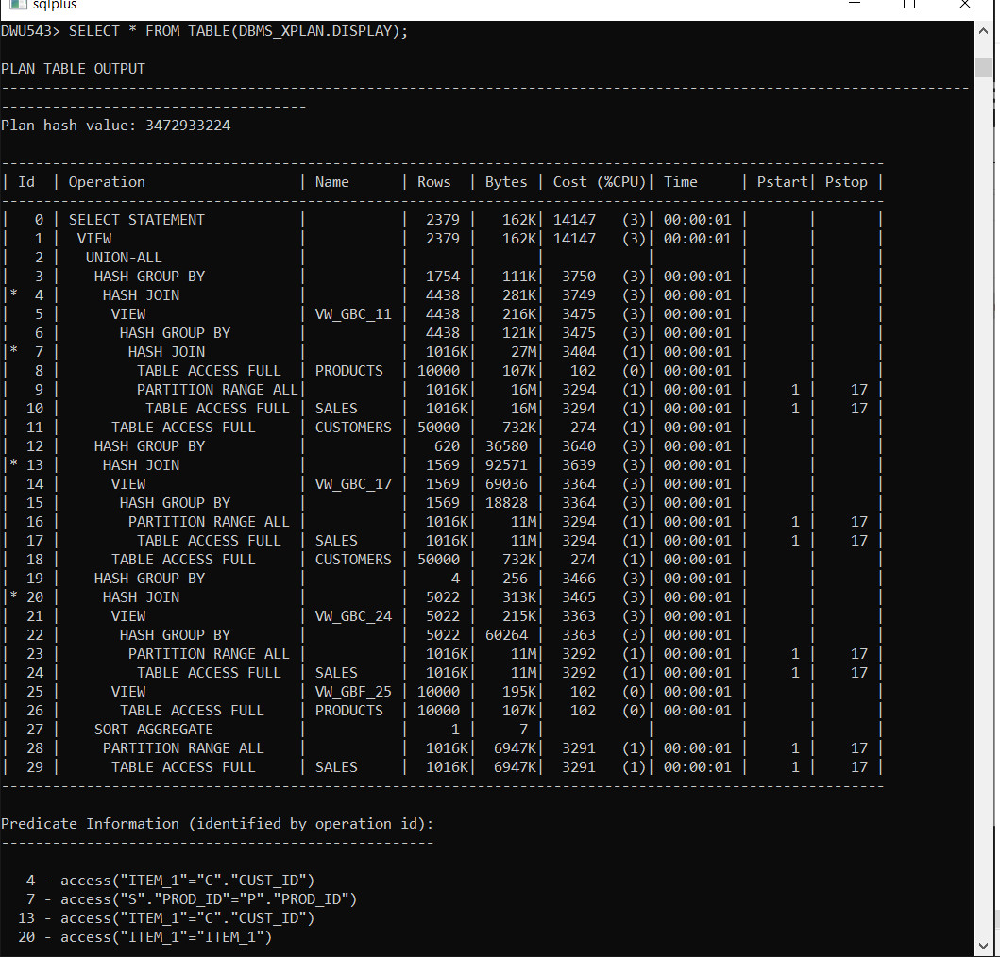 sqlplus
DWU543> SELECT * FROM TABLE(DBMS_XPLAN.DISPLAY);
PLAN_TABLE_OUTPUT
------------------------------------------------------------------------------------------------------------------
------------------------------------
Plan hash value: 3472933224
--------------------------------------------------------------------------------------------------------
| Id  | Operation                  | Name      | Rows  | Bytes | Cost (%CPU)| Time     | Pstart| Pstop |
--------------------------------------------------------------------------------------------------------
|   0 | SELECT STATEMENT           |           |  2379 |   162K| 14147   (3)| 00:00:01 |       |       |
|   1 |  VIEW                      |           |  2379 |   162K| 14147   (3)| 00:00:01 |       |       |
|   2 |   UNION-ALL                |           |       |       |            |          |       |       |
|   3 |    HASH GROUP BY           |           |  1754 |   111K|  3750   (3)| 00:00:01 |       |       |
|*  4 |     HASH JOIN              |           |  4438 |   281K|  3749   (3)| 00:00:01 |       |       |
|   5 |      VIEW                  | VW_GBC_11 |  4438 |   216K|  3475   (3)| 00:00:01 |       |       |
|   6 |       HASH GROUP BY        |           |  4438 |   121K|  3475   (3)| 00:00:01 |       |       |
|*  7 |        HASH JOIN           |           |  1016K|    27M|  3404   (1)| 00:00:01 |       |       |
|   8 |         TABLE ACCESS FULL  | PRODUCTS  | 10000 |   107K|   102   (0)| 00:00:01 |       |       |
|   9 |         PARTITION RANGE ALL|           |  1016K|    16M|  3294   (1)| 00:00:01 |     1 |    17 |
|  10 |          TABLE ACCESS FULL | SALES     |  1016K|    16M|  3294   (1)| 00:00:01 |     1 |    17 |
|  11 |      TABLE ACCESS FULL     | CUSTOMERS | 50000 |   732K|   274   (1)| 00:00:01 |       |       |
|  12 |    HASH GROUP BY           |           |   620 | 36580 |  3640   (3)| 00:00:01 |       |       |
|* 13 |     HASH JOIN              |           |  1569 | 92571 |  3639   (3)| 00:00:01 |       |       |
|  14 |      VIEW                  | VW_GBC_17 |  1569 | 69036 |  3364   (3)| 00:00:01 |       |       |
|  15 |       HASH GROUP BY        |           |  1569 | 18828 |  3364   (3)| 00:00:01 |       |       |
|  16 |        PARTITION RANGE ALL |           |  1016K|    11M|  3294   (1)| 00:00:01 |     1 |    17 |
|  17 |         TABLE ACCESS FULL  | SALES     |  1016K|    11M|  3294   (1)| 00:00:01 |     1 |    17 |
|  18 |      TABLE ACCESS FULL     | CUSTOMERS | 50000 |   732K|   274   (1)| 00:00:01 |       |       |
|  19 |    HASH GROUP BY           |           |     4 |   256 |  3466   (3)| 00:00:01 |       |       |
|* 20 |     HASH JOIN              |           |  5022 |   313K|  3465   (3)| 00:00:01 |       |       |
|  21 |      VIEW                  | VW_GBC_24 |  5022 |   215K|  3363   (3)| 00:00:01 |       |       |
|  22 |       HASH GROUP BY        |           |  5022 | 60264 |  3363   (3)| 00:00:01 |       |       |
|  23 |        PARTITION RANGE ALL |           |  1016K|    11M|  3292   (1)| 00:00:01 |     1 |    17 |
|  24 |         TABLE ACCESS FULL  | SALES     |  1016K|    11M|  3292   (1)| 00:00:01 |     1 |    17 |
|  25 |      VIEW                  | VW_GBF_25 | 10000 |   195K|   102   (0)| 00:00:01 |       |       |
|  26 |       TABLE ACCESS FULL    | PRODUCTS  | 10000 |   107K|   102   (0)| 00:00:01 |       |       |
|  27 |    SORT AGGREGATE          |           |     1 |     7 |            |          |       |       |
|  28 |     PARTITION RANGE ALL    |           |  1016K|  6947K|  3291   (1)| 00:00:01 |     1 |    17 |
|  29 |      TABLE ACCESS FULL     | SALES     |  1016K|  6947K|  3291   (1)| 00:00:01 |     1 |    17 |
--------------------------------------------------------------------------------------------------------
Predicate Information (identified by operation id):
---------------------------------------------------
   4 - access("ITEM_1"="C"."CUST_ID")
   7 - access("S"."PROD_ID"="P"."PROD_ID")
  13 - access("ITEM_1"="C"."CUST_ID")
  20 - access("ITEM_1"="ITEM_1")